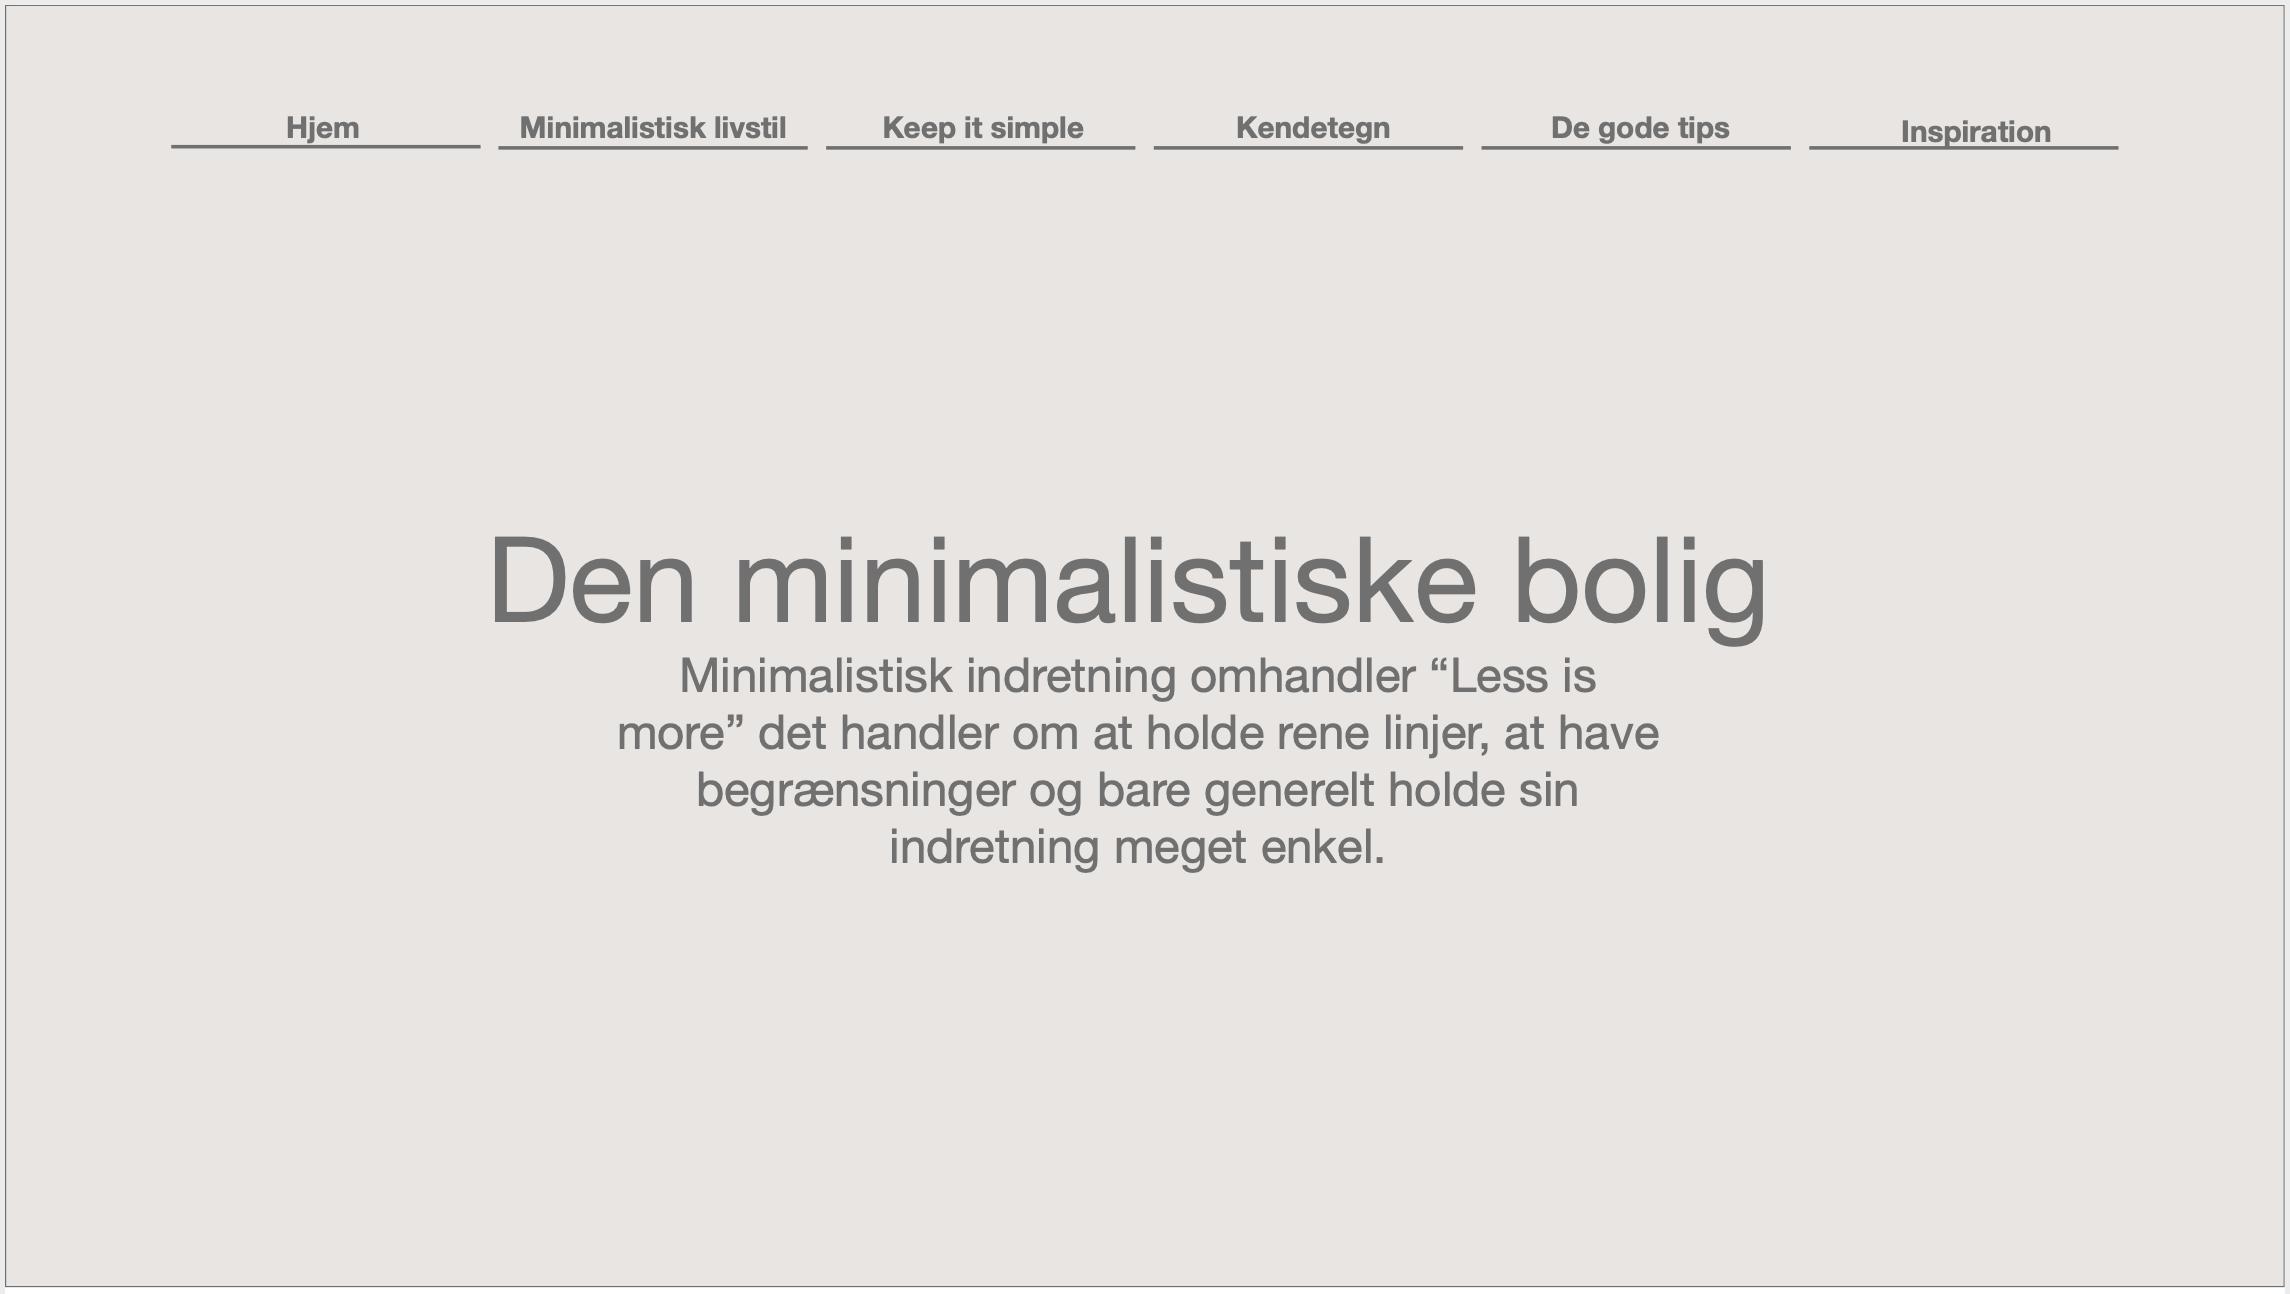 Hjem Minimalistisk livstil Keep it simple Kendetegn De gode tips Inspiration
Den minimalistiske bolig
Minimalistisk indretning omhandler “Less is
more” det handler om at holde rene linjer, at have
begrænsninger og bare generelt holde sin
indretning meget enkel.